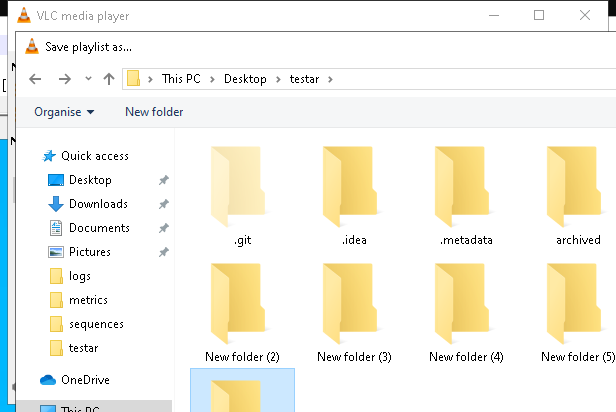 VLC media player
Save playlist as...
This PC > Desktop > testar >
Organise New folder
Quick access
Desktop
Downloads
Documents
Pictures
logs
metrics
sequences
testar
OneDrive
This PC
.git .idea .metadata archived
New folder (2) New folder (3) New folder (4) New folder (5)